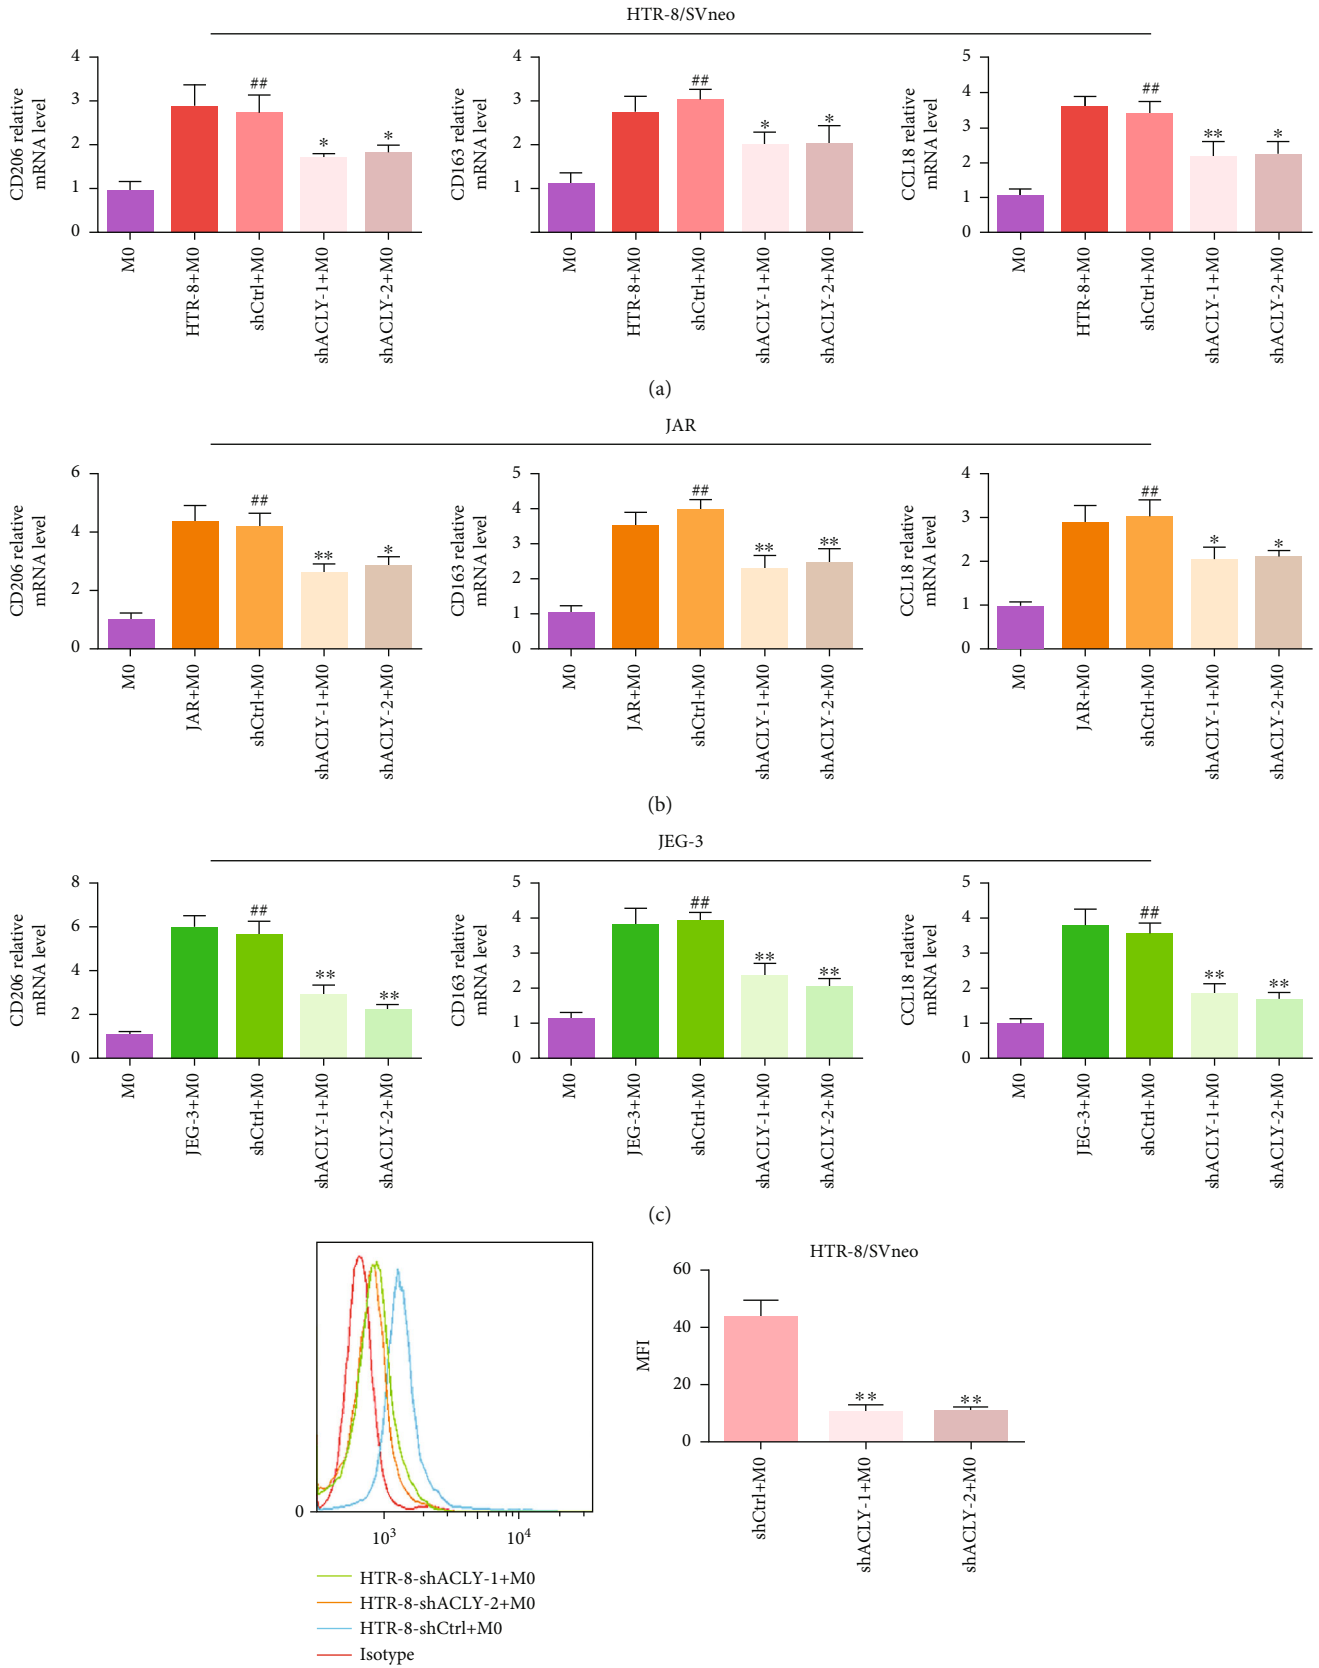 HTR-8/SVneo
CD206 relative
mRNA level
4
3
2
1
0
##
*
*
M0
HTR-8+M0
shCtrl+M0
shACLY-1+M0
shACLY-2+M0
CD163 relative
mRNA level
4
3
2
1
0
##
*
*
M0
HTR-8+M0
shCtrl+M0
shACLY-1+M0
shACLY-2+M0
CCL18 relative
mRNA level
5
4
3
2
1
0
##
**
*
M0
HTR-8+M0
shCtrl+M0
shACLY-1+M0
shACLY-2+M0
(a)
JAR
CD206 relative
mRNA level
6
4
2
0
##
**
*
M0
JAR+M0
shCtrl+M0
shACLY-1+M0
shACLY-2+M0
CD163 relative
mRNA level
5
4
3
2
1
0
##
**
**
M0
JAR+M0
shCtrl+M0
shACLY-1+M0
shACLY-2+M0
CCL18 relative
mRNA level
4
3
2
1
0
##
*
*
M0
JAR+M0
shCtrl+M0
shACLY-1+M0
shACLY-2+M0
(b)
JEG-3
CD206 relative
mRNA level
8
6
4
2
0
##
**
**
M0
JEG-3+M0
shCtrl+M0
shACLY-1+M0
shACLY-2+M0
CD163 relative
mRNA level
5
4
3
2
1
0
##
**
**
M0
JEG-3+M0
shCtrl+M0
shACLY-1+M0
shACLY-2+M0
CCL18 relative
mRNA level
5
4
3
2
1
0
##
**
**
M0
JEG-3+M0
shCtrl+M0
shACLY-1+M0
shACLY-2+M0
(c)
0
10³
10⁴
HTR-8-shACLY-1+M0
HTR-8-shACLY-2+M0
HTR-8-shCtrl+M0
Isotype
HTR-8/SVneo
MFI
60
40
20
0
**
**
shCtrl+M0
shACLY-1+M0
shACLY-2+M0